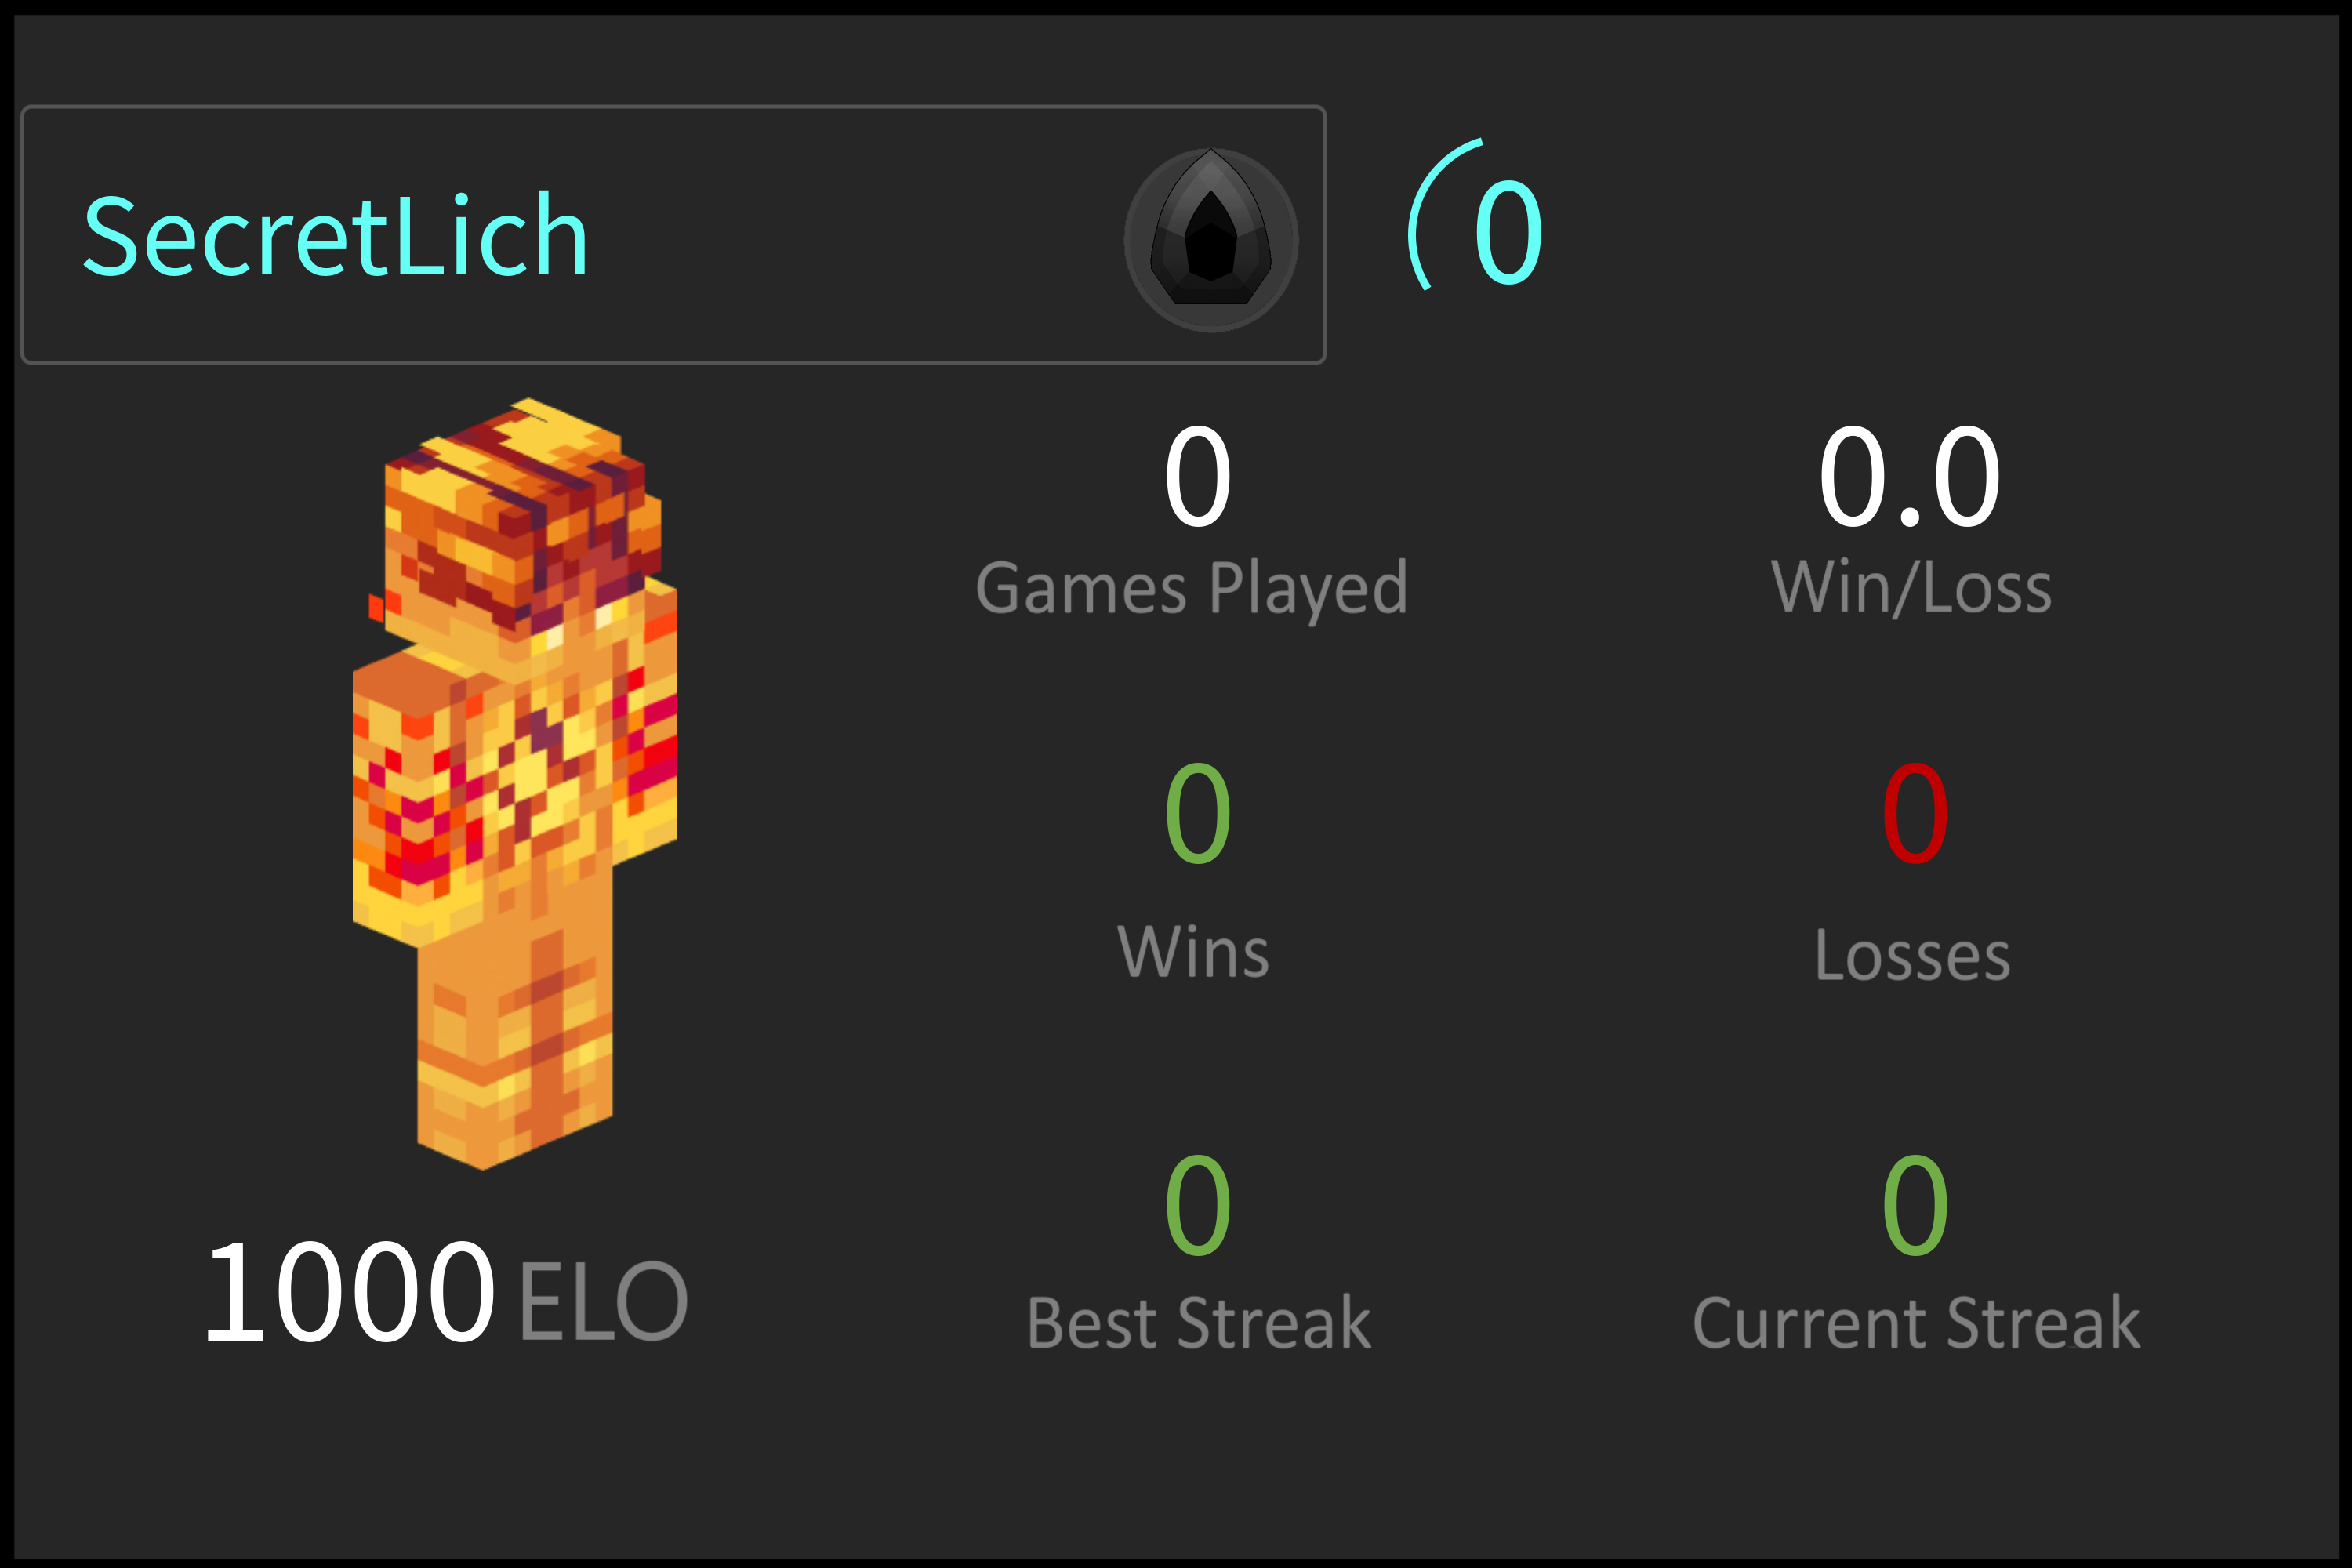 SecretLich
0
0
0.0
Games Played
Win/Loss
0
0
Wins
Losses
0
0
1000 ELO
Best Streak
Current Streak